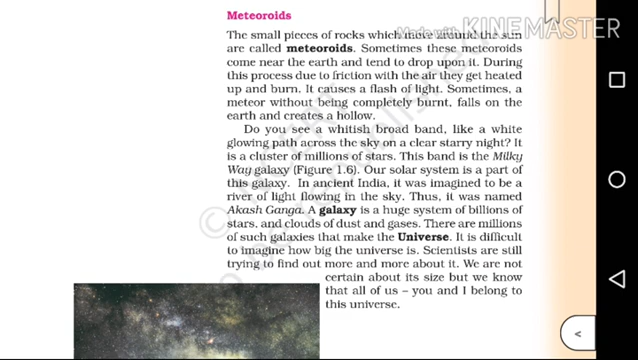 Made with KINEMASTER
Meteoroids
The small pieces of rocks which move around the sun
are called meteoroids. Sometimes these meteoroids
come near the earth and tend to drop upon it. During
this process due to friction with the air they get heated
up and burn. It causes a flash of light. Sometimes, a
meteor without being completely burnt, falls on the
earth and creates a hollow.
Do you see a whitish broad band, like a white
glowing path across the sky on a clear starry night? It
is a cluster of millions of stars. This band is the Milky
Way galaxy (Figure 1.6). Our solar system is a part of
this galaxy. In ancient India, it was imagined to be a
river of light flowing in the sky. Thus, it was named
Akash Ganga. A galaxy is a huge system of billions of
stars, and clouds of dust and gases. There are millions
of such galaxies that make the Universe. It is difficult
to imagine how big the universe is. Scientists are still
trying to find out more and more about it. We are not
certain about its size but we know
that all of us – you and I belong to
this universe.